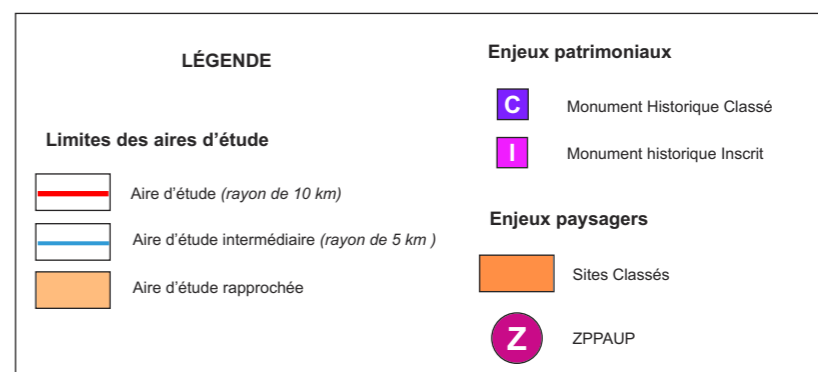 LÉGENDE
Limites des aires d’étude
Aire d’étude (rayon de 10 km)
Aire d’étude intermédiaire (rayon de 5 km )
Aire d’étude rapprochée
Enjeux patrimoniaux
C Monument Historique Classé
I Monument historique Inscrit
Enjeux paysagers
Sites Classés
Z ZPPAUP